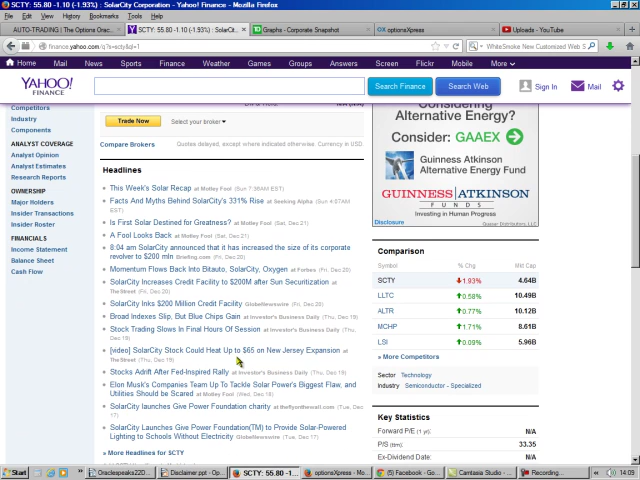 SCTY: 55.80 -1.10 (-1.93%) : SolarCity Corporation - Yahoo! Finance - Mozilla Firefox
File Edit View History Bookmarks Tools Help
AUTO-TRADING | The Options Orac...
SCTY: 55.80 -1.10 (-1.93%) : SolarCit...
Graphs - Corporate Snapshot
optionsXpress
Uploads - YouTube
finance.yahoo.com/q?s=scty&ql=1
WhiteSmoke New Customized Web S
Home Mail News Sports Finance Weather Games Groups Answers Screen Flickr Mobile More
YAHOO!
FINANCE
Search Finance
Search Web
Sign In
Mail
Competitors
Industry
Components
ANALYST COVERAGE
Analyst Opinion
Analyst Estimates
Research Reports
OWNERSHIP
Major Holders
Insider Transactions
Insider Roster
FINANCIALS
Income Statement
Balance Sheet
Cash Flow
Trade Now
Select your broker
Compare Brokers
Quotes delayed, except where indicated otherwise. Currency in USD.
Headlines
This Week's Solar Recap at Motley Fool (Sun 7:36AM EST)
Facts And Myths Behind SolarCity's 331% Rise at Seeking Alpha (Sun 4:07AM
EST)
Is First Solar Destined for Greatness? at Motley Fool (Sat, Dec 21)
A Fool Looks Back at Motley Fool (Sat, Dec 21)
8:04 am SolarCity announced that it has increased the size of its corporate
revolver to $200 mln Briefing.com (Fri, Dec 20)
Momentum Flows Back Into Bitauto, SolarCity, Oxygen at Forbes (Fri, Dec 20)
SolarCity Increases Credit Facility to $200M after Sun Securitization at
TheStreet (Fri, Dec 20)
SolarCity Inks $200 Million Credit Facility GlobeNewswire (Fri, Dec 20)
Broad Indexes Slip, But Blue Chips Gain at Investor's Business Daily (Thu, Dec 19)
Stock Trading Slows In Final Hours Of Session at Investor's Business Daily (Thu,
Dec 19)
[video] SolarCity Stock Could Heat Up to $65 on New Jersey Expansion at
TheStreet (Thu, Dec 19)
Stocks Adrift After Fed-Inspired Rally at Investor's Business Daily (Thu, Dec 19)
Elon Musk's Companies Team Up To Tackle Solar Power's Biggest Flaw, and
Utilities Should be Scared at Motley Fool (Wed, Dec 18)
SolarCity launches Give Power Foundation charity at theflyonthewall.com (Tue, Dec
17)
SolarCity Launches Give Power Foundation(TM) to Provide Solar-Powered
Lighting to Schools Without Electricity GlobeNewswire (Tue, Dec 17)
» More Headlines for SCTY
Considering
Alternative Energy?
Consider: GAAEX
Guinness Atkinson
Alternative Energy Fund
GUINNESS | ATKINSON
FUNDS
Investing in Human Progress
Disclosure
Quasar Distributors, LLC
Comparison
Symbol % Chg Mkt Cap
SCTY 1.93% 4.64B
LLTC 0.58% 10.49B
ALTR 0.77% 10.12B
MCHP 1.71% 8.61B
LSI 0.09% 5.96B
» More Competitors
Sector Technology
Industry Semiconductor - Specialized
Key Statistics
Forward P/E (1 yr): N/A
P/S (ttm): 33.35
Ex-Dividend Date: N/A
Start
Oraclespeaks22D...
Disclaimer.ppt - Op...
SCTY: 55.80 -1.10...
optionsXpress - Mo...
(5) Facebook - Go...
Camtasia Studio - ...
Recording...
14:09